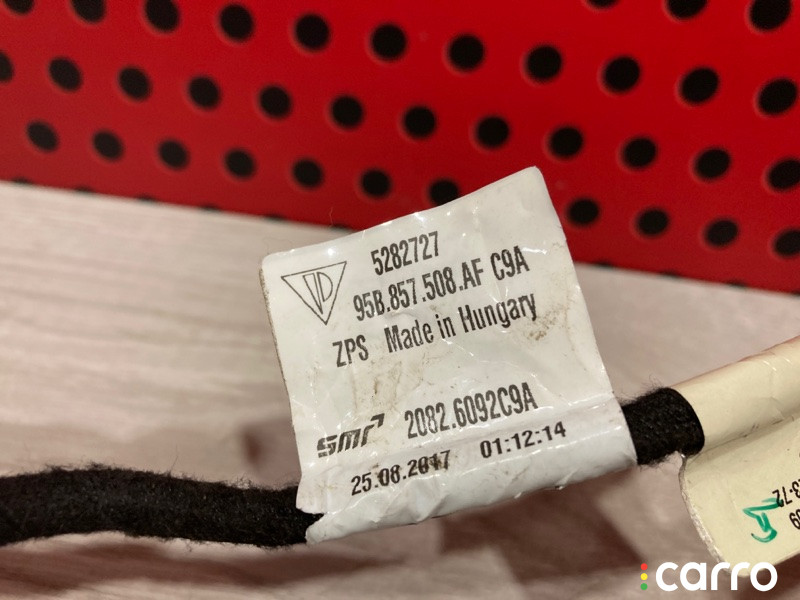 5282727
95B.857.508.AF C9A
ZPS Made in Hungary
smr 2082.6092C9A
25.08.2017 01:12:14
carro